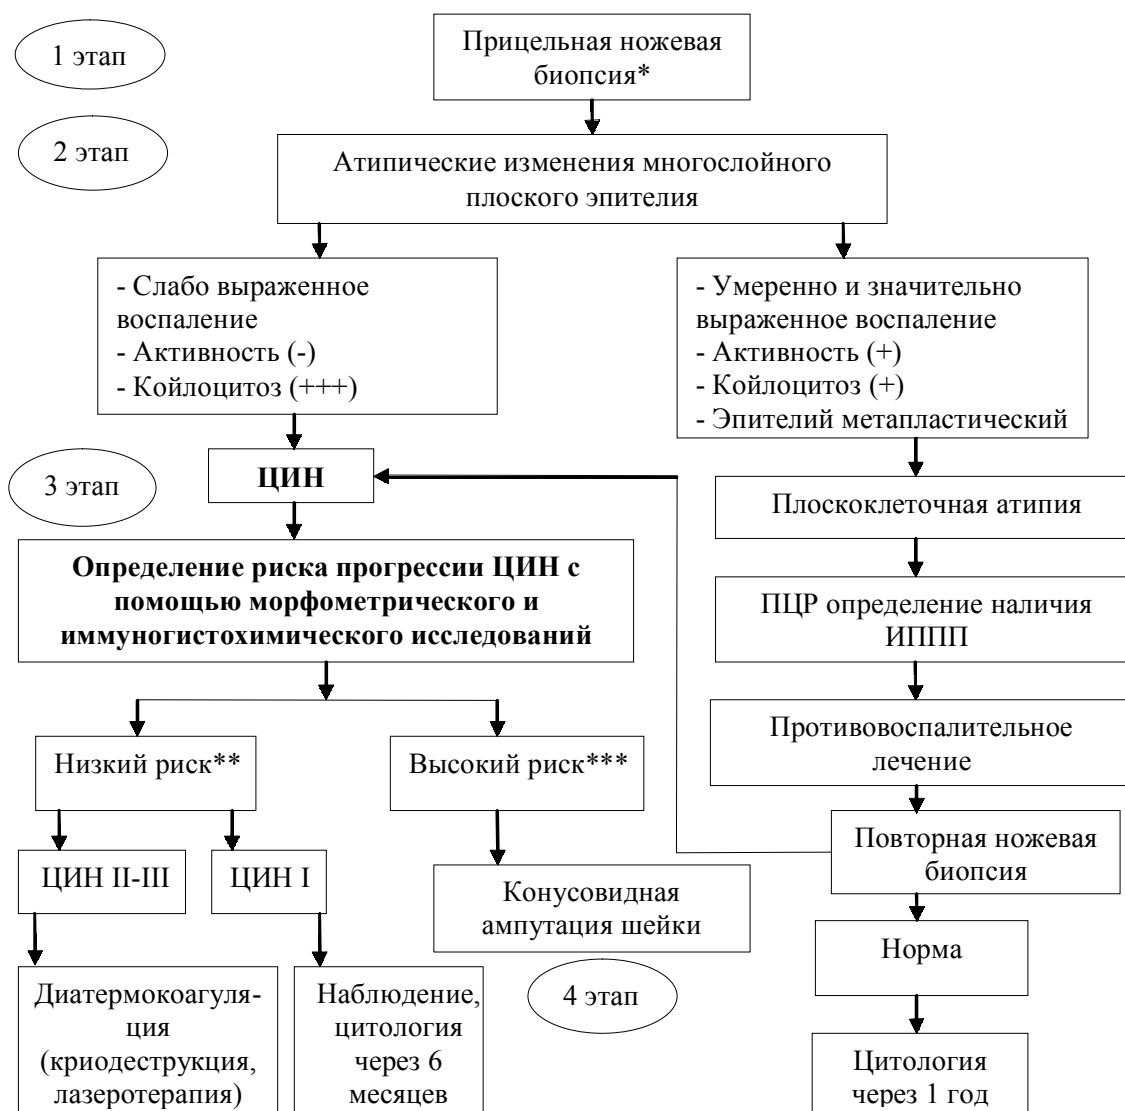 1 этап
Прицельная ножевая
биопсия*
2 этап
Атипические изменения многослойного
плоского эпителия
- Слабо выраженное
воспаление
- Активность (-)
- Койлоцитоз (+++)
- Умеренно и значительно
выраженное воспаление
- Активность (+)
- Койлоцитоз (+)
- Эпителий метапластический
3 этап
ЦИН
Плоскоклеточная атипия
Определение риска прогрессии ЦИН с
помощью морфометрического и
иммуногистохимического исследований
ПЦР определение наличия
ИППП
Противовоспалительное
лечение
Низкий риск**
Высокий риск***
Повторная ножевая
биопсия
ЦИН II-III
ЦИН I
Конусовидная
ампутация шейки
Норма
4 этап
Диатермокоагуля-
ция
(криодеструкция,
лазеротерапия)
Наблюдение,
цитология
через 6
месяцев
Цитология
через 1 год